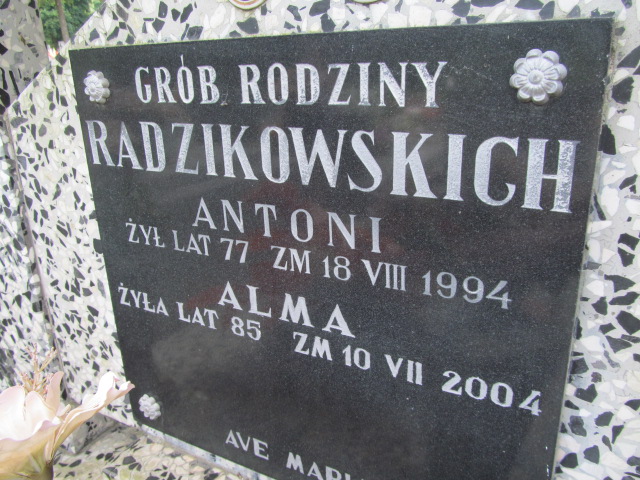 GRÓB RODZINY
RADZIKOWSKICH
ANTONI
ŻYŁ LAT 77 ZM 18 VIII 1994
ALMA
ŻYŁA LAT 85 ZM 10 VII 2004
AVE